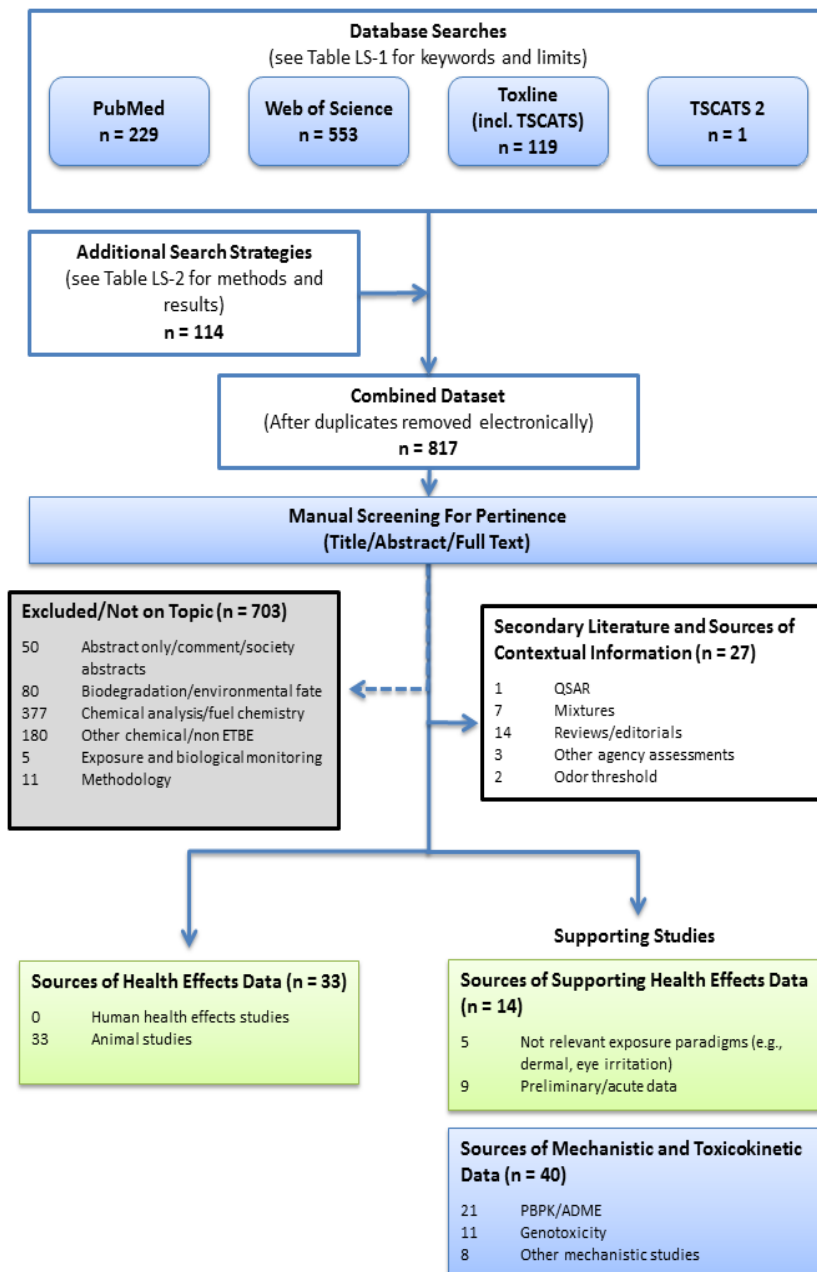 Database Searches
(see Table LS-1 for keywords and limits)
PubMed
n = 229
Web of Science
n = 553
Toxline
(incl. TSCATS)
n = 119
TSCATS 2
n = 1
Additional Search Strategies
(see Table LS-2 for methods and
results)
n = 114
Combined Dataset
(After duplicates removed electronically)
n = 817
Manual Screening For Pertinence
(Title/Abstract/Full Text)
Excluded/Not on Topic (n = 703)
50 Abstract only/comment/society
abstracts
80 Biodegradation/environmental fate
377 Chemical analysis/fuel chemistry
180 Other chemical/non ETBE
5 Exposure and biological monitoring
11 Methodology
Secondary Literature and Sources of
Contextual Information (n = 27)
1 QSAR
7 Mixtures
14 Reviews/editorials
3 Other agency assessments
2 Odor threshold
Sources of Health Effects Data (n = 33)
0 Human health effects studies
33 Animal studies
Supporting Studies
Sources of Supporting Health Effects Data
(n = 14)
5 Not relevant exposure paradigms (e.g.,
dermal, eye irritation)
9 Preliminary/acute data
Sources of Mechanistic and Toxicokinetic
Data (n = 40)
21 PBPK/ADME
11 Genotoxicity
8 Other mechanistic studies